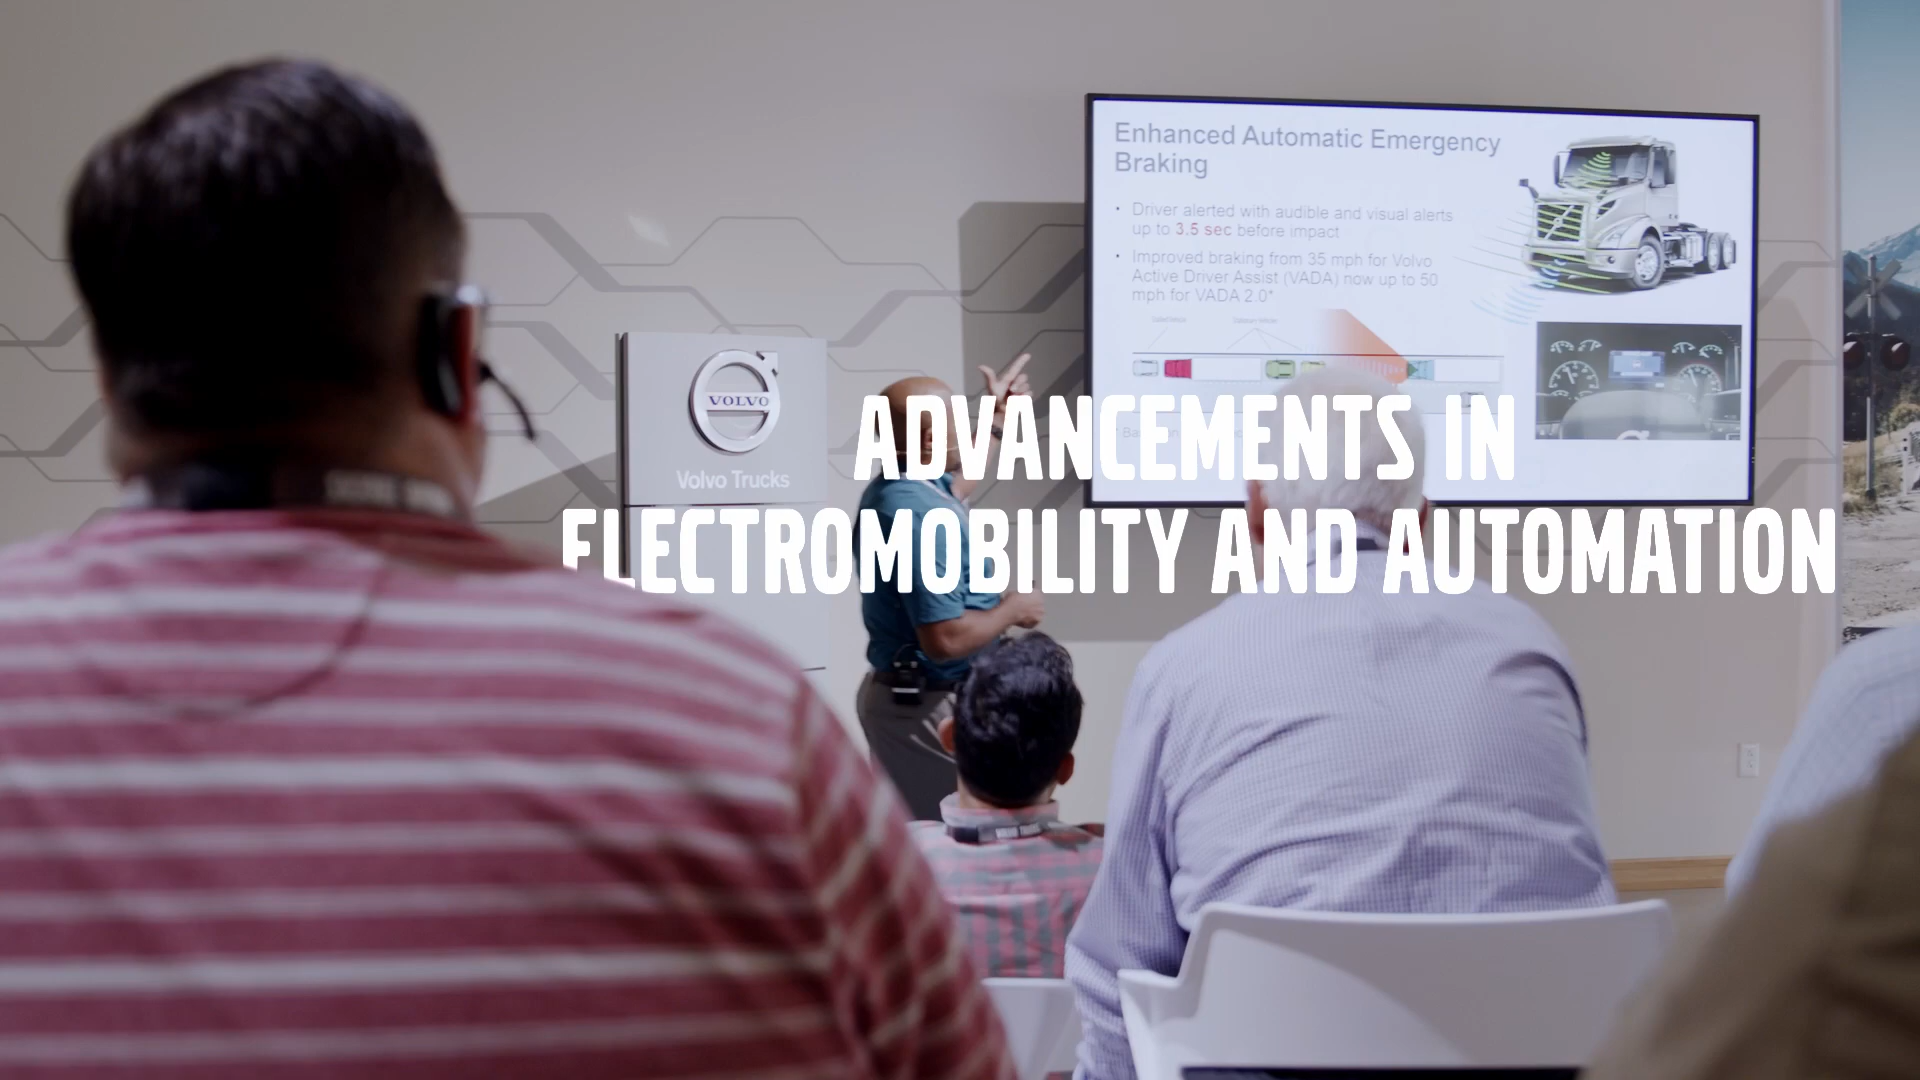 Enhanced Automatic Emergency
Braking
• Driver alerted with audible and visual alerts
up to 3.5 sec before impact
• Improved braking from 35 mph for Volvo
Active Driver Assist (VADA) now up to 50
mph for VADA 2.0*
VOLVO
Volvo Trucks
ADVANCEMENTS IN
ELECTROMOBILITY AND AUTOMATION